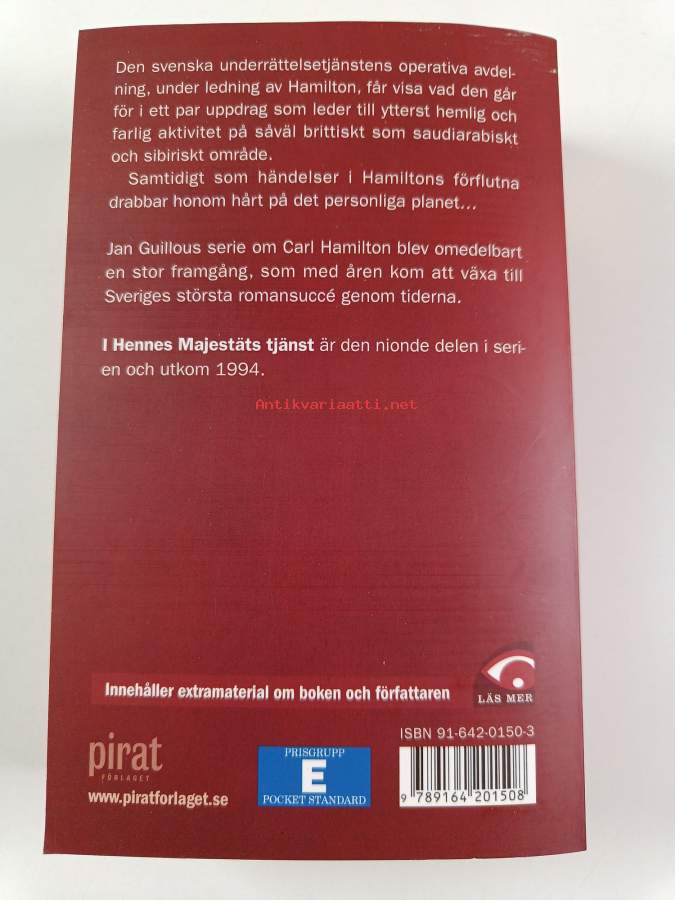 Den svenska underrättelsetjänstens operativa avdel-
ning, under ledning av Hamilton, får visa vad den går
för i ett par uppdrag som leder till ytterst hemlig och
farlig aktivitet på såväl brittiskt som saudiarabiskt
och sibiriskt område.
Samtidigt som händelser i Hamiltons förflutna
drabbar honom hårt på det personliga planet...
Jan Guillous serie om Carl Hamilton blev omedelbart
en stor framgång, som med åren kom att växa till
Sveriges största romansuccé genom tiderna.
I Hennes Majestäts tjänst är den nionde delen i seri-
en och utkom 1994.
Antikvariaatti.net
Innehåller extramaterial om boken och författaren
LÄS MER
ISBN 91-642-0150-3
pirat
FÖRLAGET
www.piratforlaget.se
PRISGRUPP
E
POCKET STANDARD
9 789164 201508